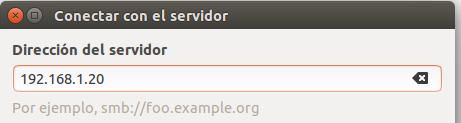 Conectar con el servidor
Dirección del servidor
192.168.1.20
Por ejemplo, smb://foo.example.org